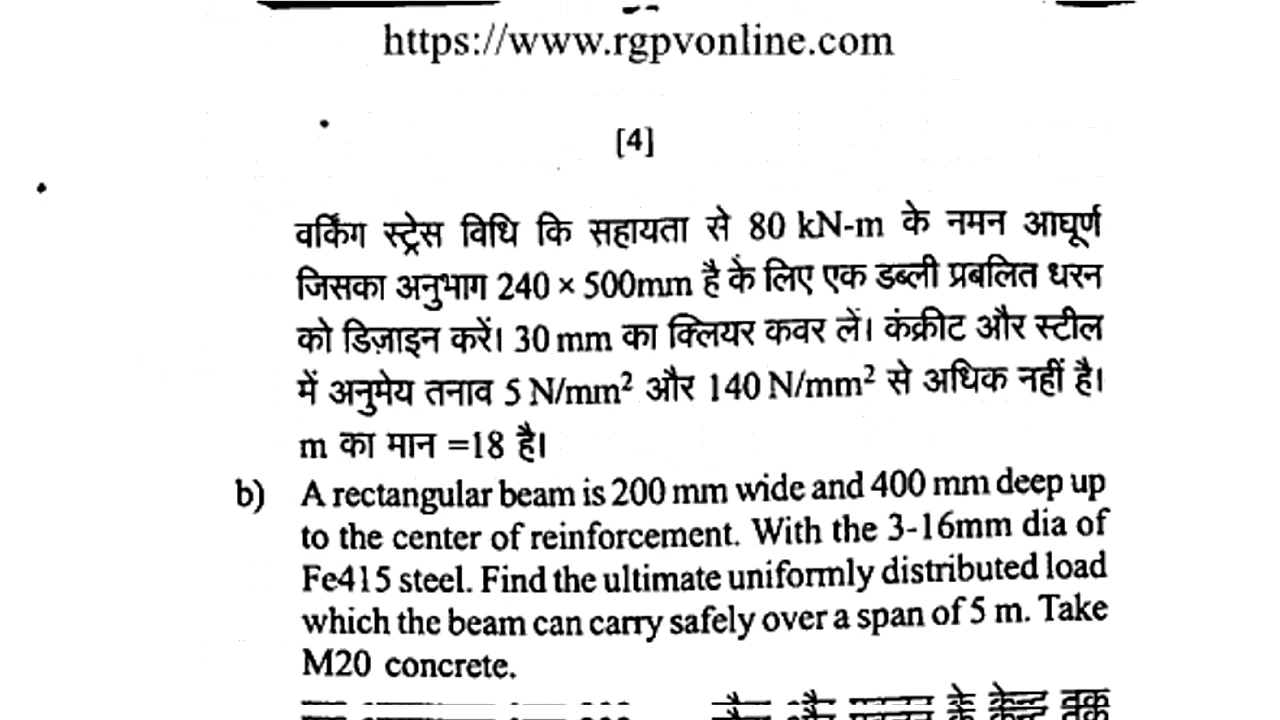 https://www.rgpvonline.com
[4]
वर्किंग स्ट्रेस विधि कि सहायता से 80 kN-m के नमन आघूर्ण
जिसका अनुभाग 240 × 500mm है के लिए एक डब्ली प्रबलित धरन
को डिज़ाइन करें। 30 mm का क्लियर कवर लें। कंक्रीट और स्टील
में अनुमेय तनाव 5 N/mm² और 140 N/mm² से अधिक नहीं है।
m का मान =18 है।
b) A rectangular beam is 200 mm wide and 400 mm deep up
to the center of reinforcement. With the 3-16mm dia of
Fe415 steel. Find the ultimate uniformly distributed load
which the beam can carry safely over a span of 5 m. Take
M20 concrete.